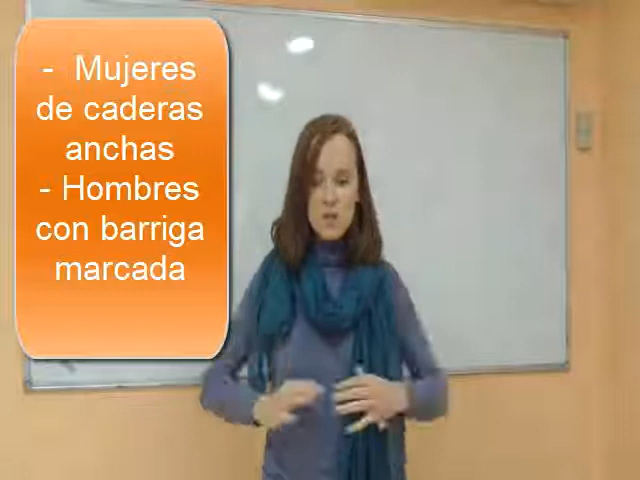 - Mujeres
de caderas
anchas
- Hombres
con barriga
marcada